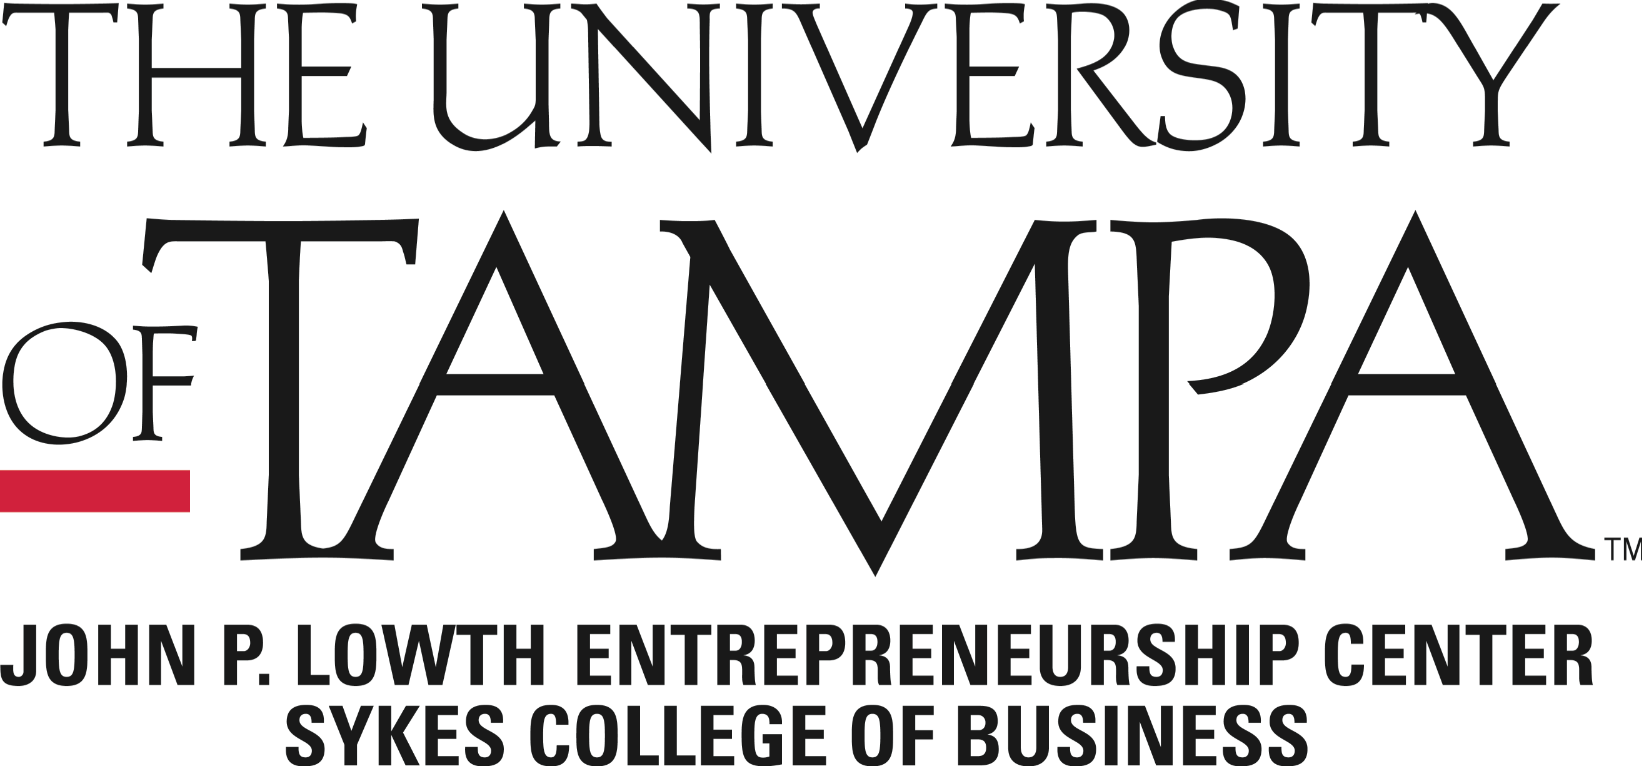 THE UNIVERSITY
OF TAMPA™
JOHN P. LOWTH ENTREPRENEURSHIP CENTER
SYKES COLLEGE OF BUSINESS